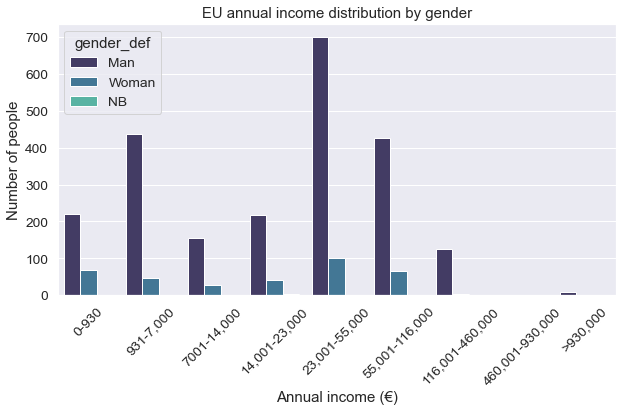 EU annual income distribution by gender
gender_def
Man
Woman
NB
Number of people
700
600
500
400
300
200
100
0
0-930
931-7,000
7001-14,000
14,001-23,000
23,001-55,000
55,001-116,000
116,001-460,000
460,001-930,000
>930,000
Annual income (€)